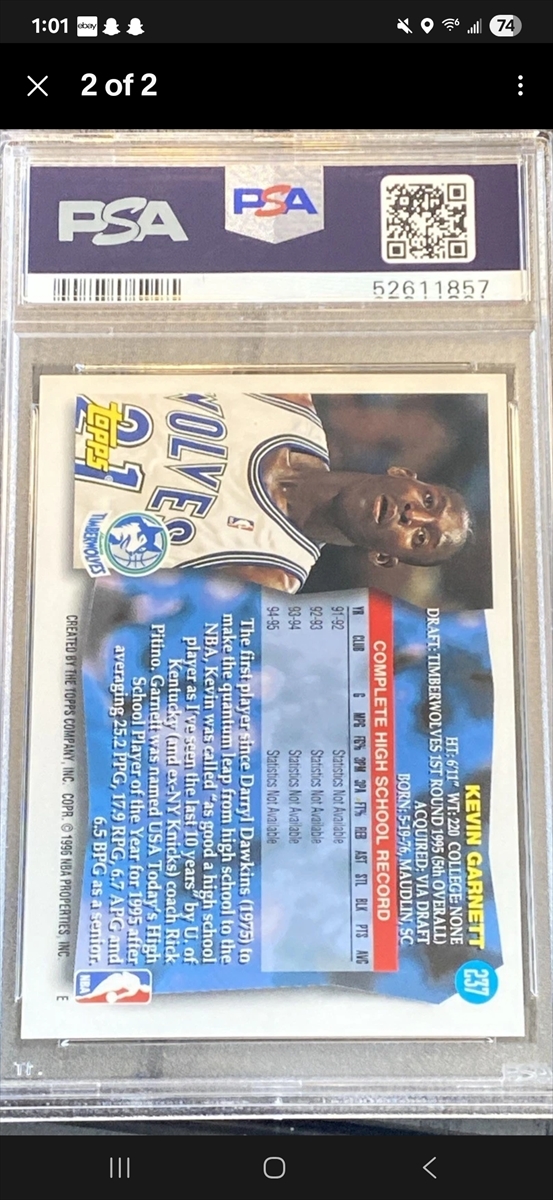 1:01 ebay 74
2 of 2
PSA PSA
52611857
237
KEVIN GARNETT
HT: 6'11" WT: 220 COLLEGE: NONE
DRAFT: TIMBERWOLVES 1ST ROUND 1995 (5th OVERALL)
ACQUIRED: VIA DRAFT
BORN: 5-19-76, MAUDLIN, SC
COMPLETE HIGH SCHOOL RECORD
YR CLUB G MPG FG% 3PM 3PA FT% REB AST STL BLK PTS AVG
91-92 Statistics Not Available
92-93 Statistics Not Available
93-94 Statistics Not Available
94-95 Statistics Not Available
The first player since Darryl Dawkins (1975) to
make the quantum leap from high school to the
NBA, Kevin was called "as good a high school
player as I've seen the last 10 years" by U. of
Kentucky (and ex-NY Knicks) coach Rick
Pitino. Garnett was named USA Today's High
School Player of the Year for 1995 after
averaging 25.2 PPG, 17.9 RPG, 6.7 APG and
6.5 BPG as a senior.
WOLVES
21
TOPPS
TIMBERWOLVES
NBA
CREATED BY THE TOPPS COMPANY, INC. COPR. © 1996 NBA PROPERTIES, INC. E
PSA